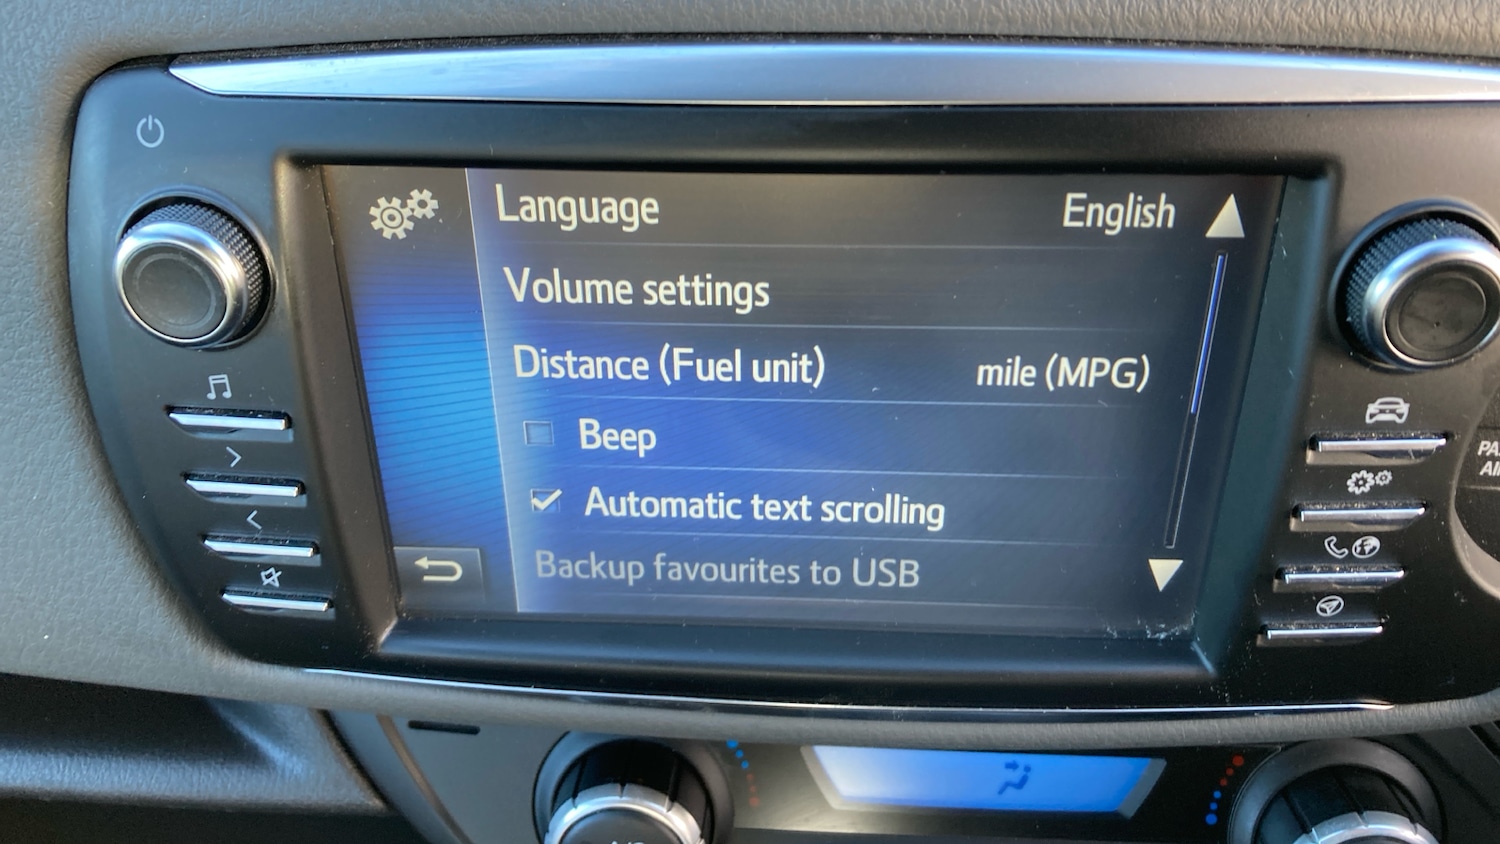 Language English
Volume settings
Distance (Fuel unit) mile (MPG)
Beep
Automatic text scrolling
Backup favourites to USB